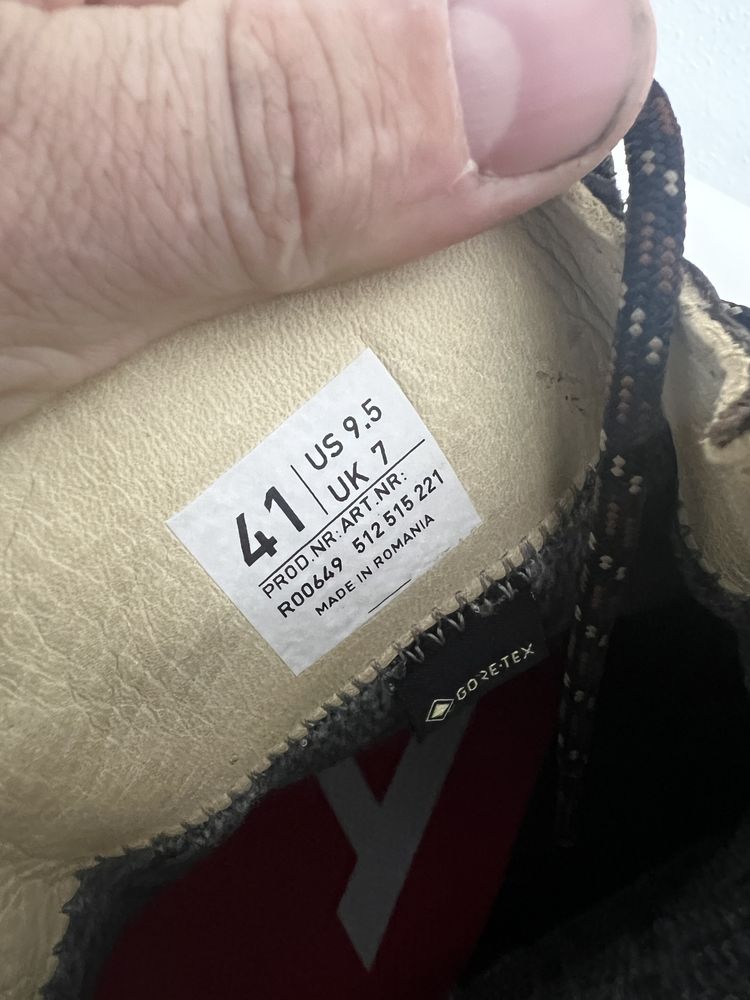 41
US 9.5
UK 7
PROD.NR: ART.NR:
R00649 512 515 221
MADE IN ROMANIA
GORE-TEX